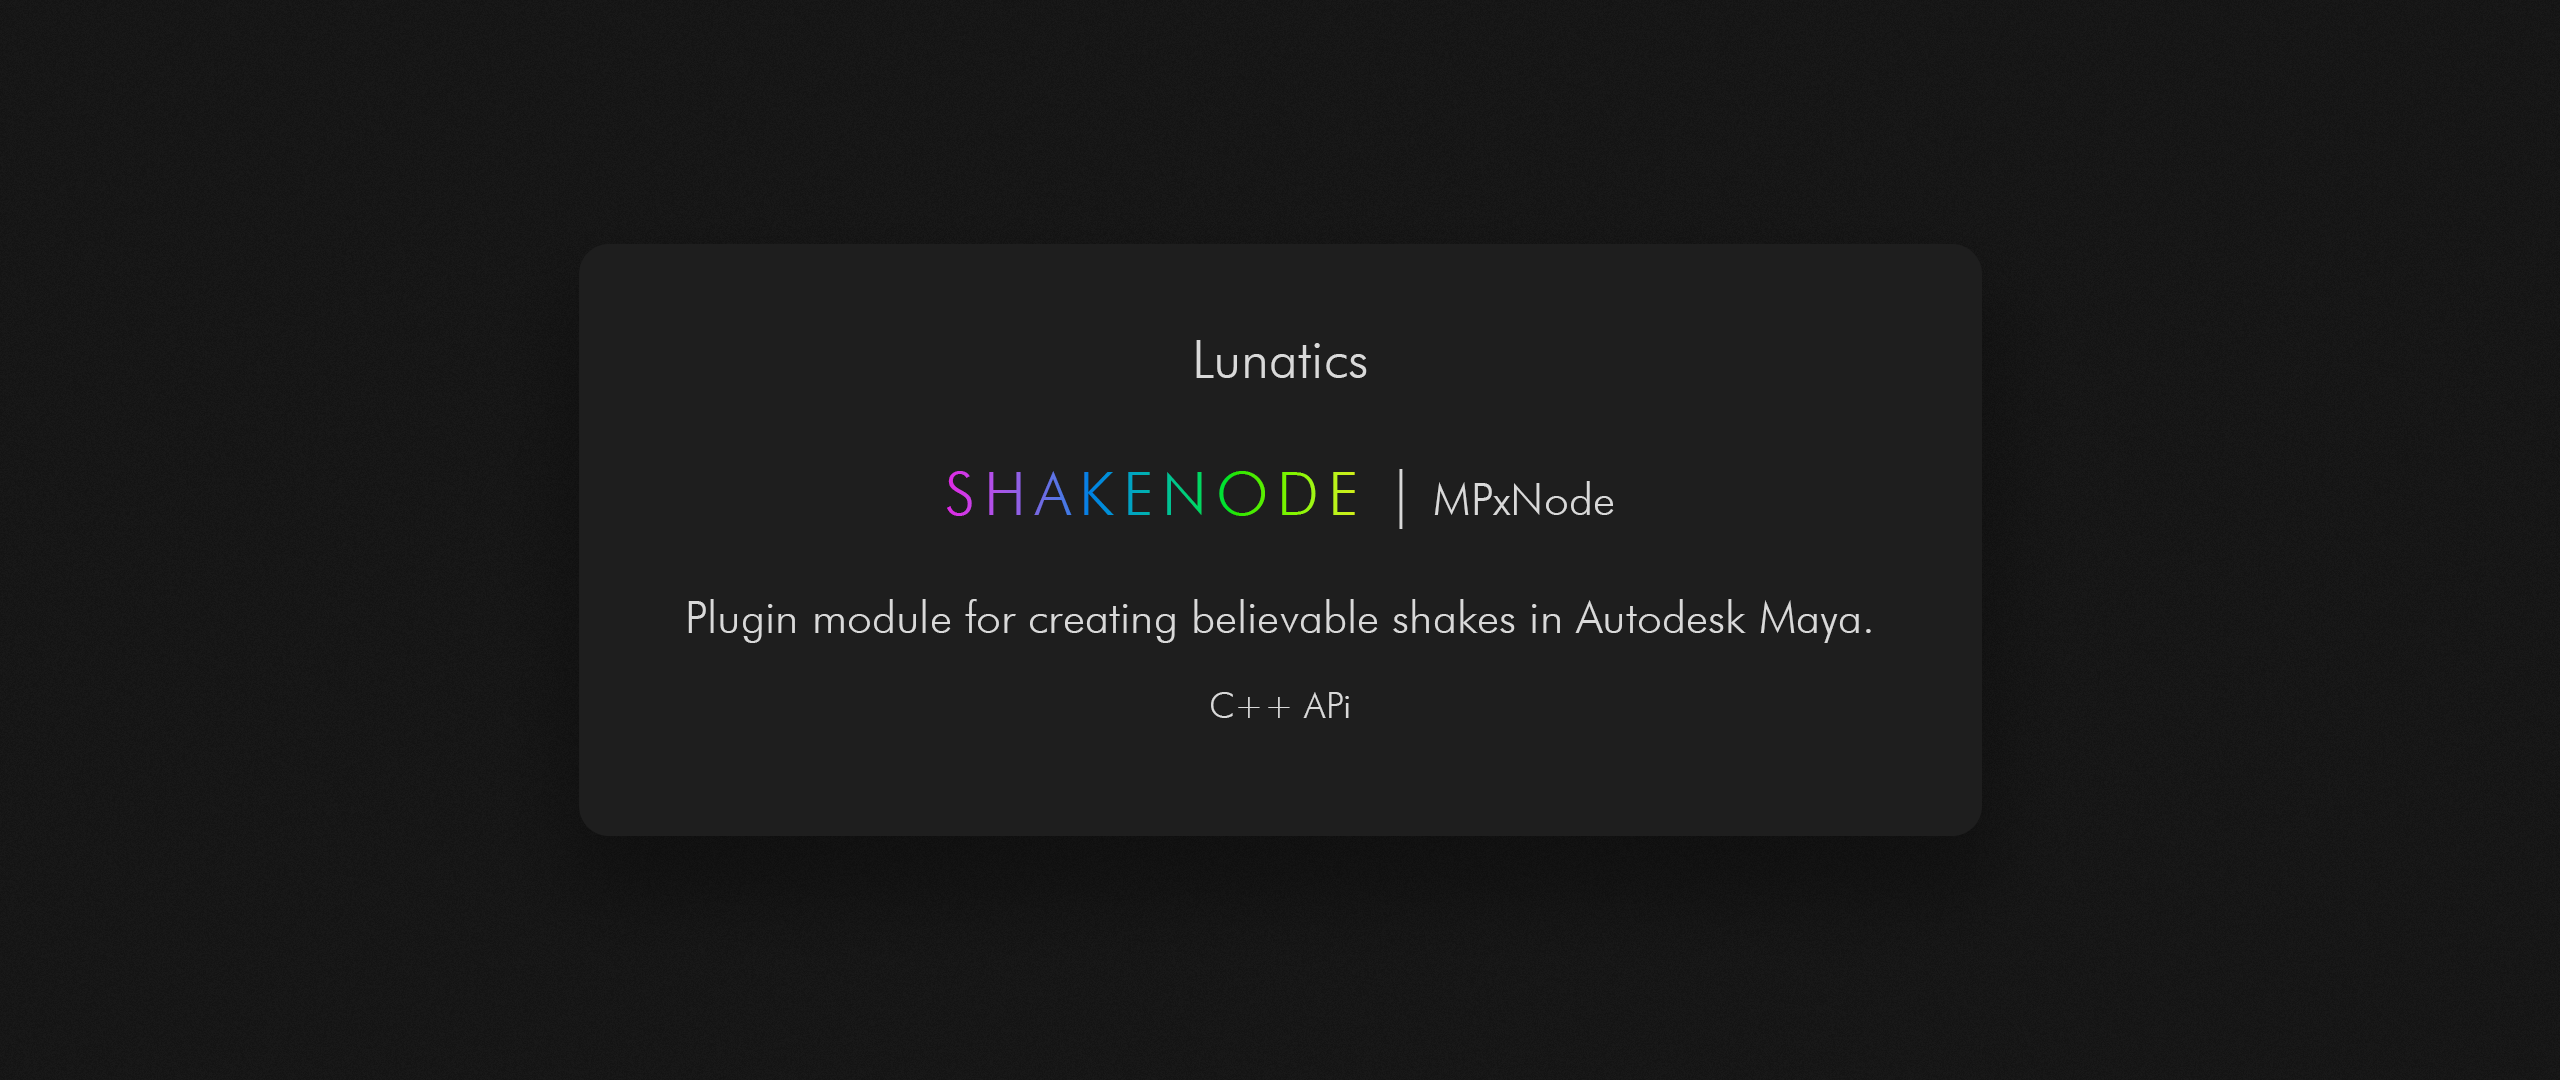 Lunatics
SHAKENODE | MPxNode
Plugin module for creating believable shakes in Autodesk Maya.
C++ APi